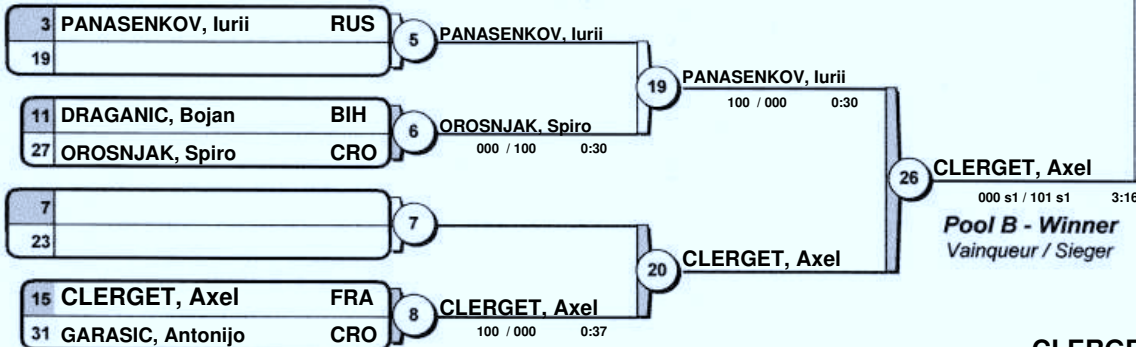 3 PANASENKOV, Iurii RUS
19
5
PANASENKOV, Iurii
11 DRAGANIC, Bojan BIH
27 OROSNJAK, Spiro CRO
6
OROSNJAK, Spiro
000 / 100 0:30
19
PANASENKOV, Iurii
100 / 000 0:30
7
23
7
15 CLERGET, Axel FRA
31 GARASIC, Antonijo CRO
8
CLERGET, Axel
100 / 000 0:37
20
CLERGET, Axel
26
CLERGET, Axel
000 s1 / 101 s1 3:16
Pool B - Winner
Vainqueur / Sieger